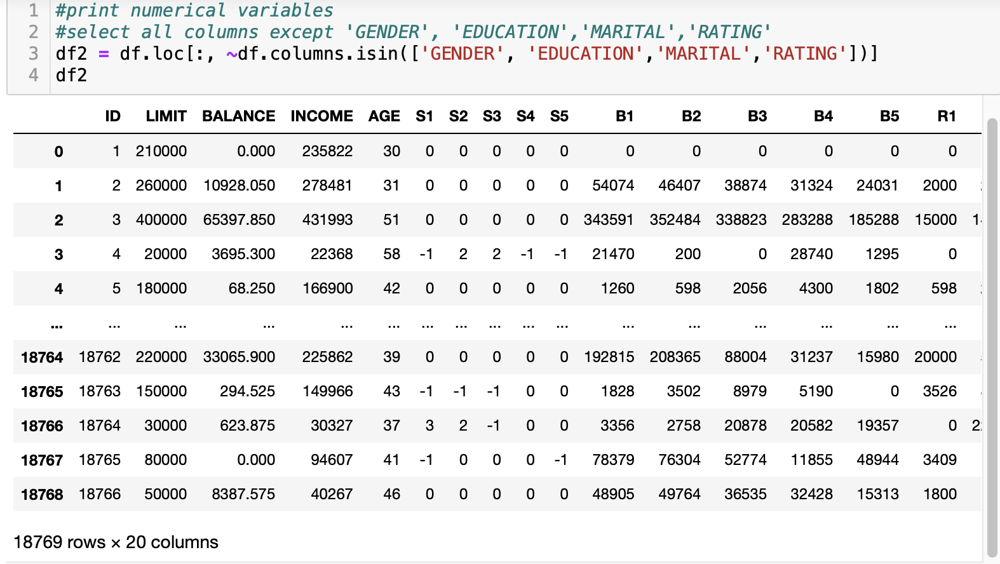 1 #print numerical variables
2 #select all columns except 'GENDER', 'EDUCATION','MARITAL','RATING'
3 df2 = df.loc[:, ~df.columns.isin(['GENDER', 'EDUCATION','MARITAL','RATING'])]
4 df2
ID LIMIT BALANCE INCOME AGE S1 S2 S3 S4 S5 B1 B2 B3 B4 B5 R1
0 1 210000 0.000 235822 30 0 0 0 0 0 0 0 0 0 0 0
1 2 260000 10928.050 278481 31 0 0 0 0 0 54074 46407 38874 31324 24031 2000
2 3 400000 65397.850 431993 51 0 0 0 0 0 343591 352484 338823 283288 185288 15000
3 4 20000 3695.300 22368 58 -1 2 2 -1 -1 21470 200 0 28740 1295 0
4 5 180000 68.250 166900 42 0 0 0 0 0 1260 598 2056 4300 1802 598
... ... ... ... ... ... ... ... ... ... ... ... ... ... ... ... ...
18764 18762 220000 33065.900 225862 39 0 0 0 0 0 192815 208365 88004 31237 15980 20000
18765 18763 150000 294.525 149966 43 -1 -1 -1 0 0 1828 3502 8979 5190 0 3526
18766 18764 30000 623.875 30327 37 3 2 -1 0 0 3356 2758 20878 20582 19357 0
18767 18765 80000 0.000 94607 41 -1 0 0 0 -1 78379 76304 52774 11855 48944 3409
18768 18766 50000 8387.575 40267 46 0 0 0 0 0 48905 49764 36535 32428 15313 1800
18769 rows × 20 columns